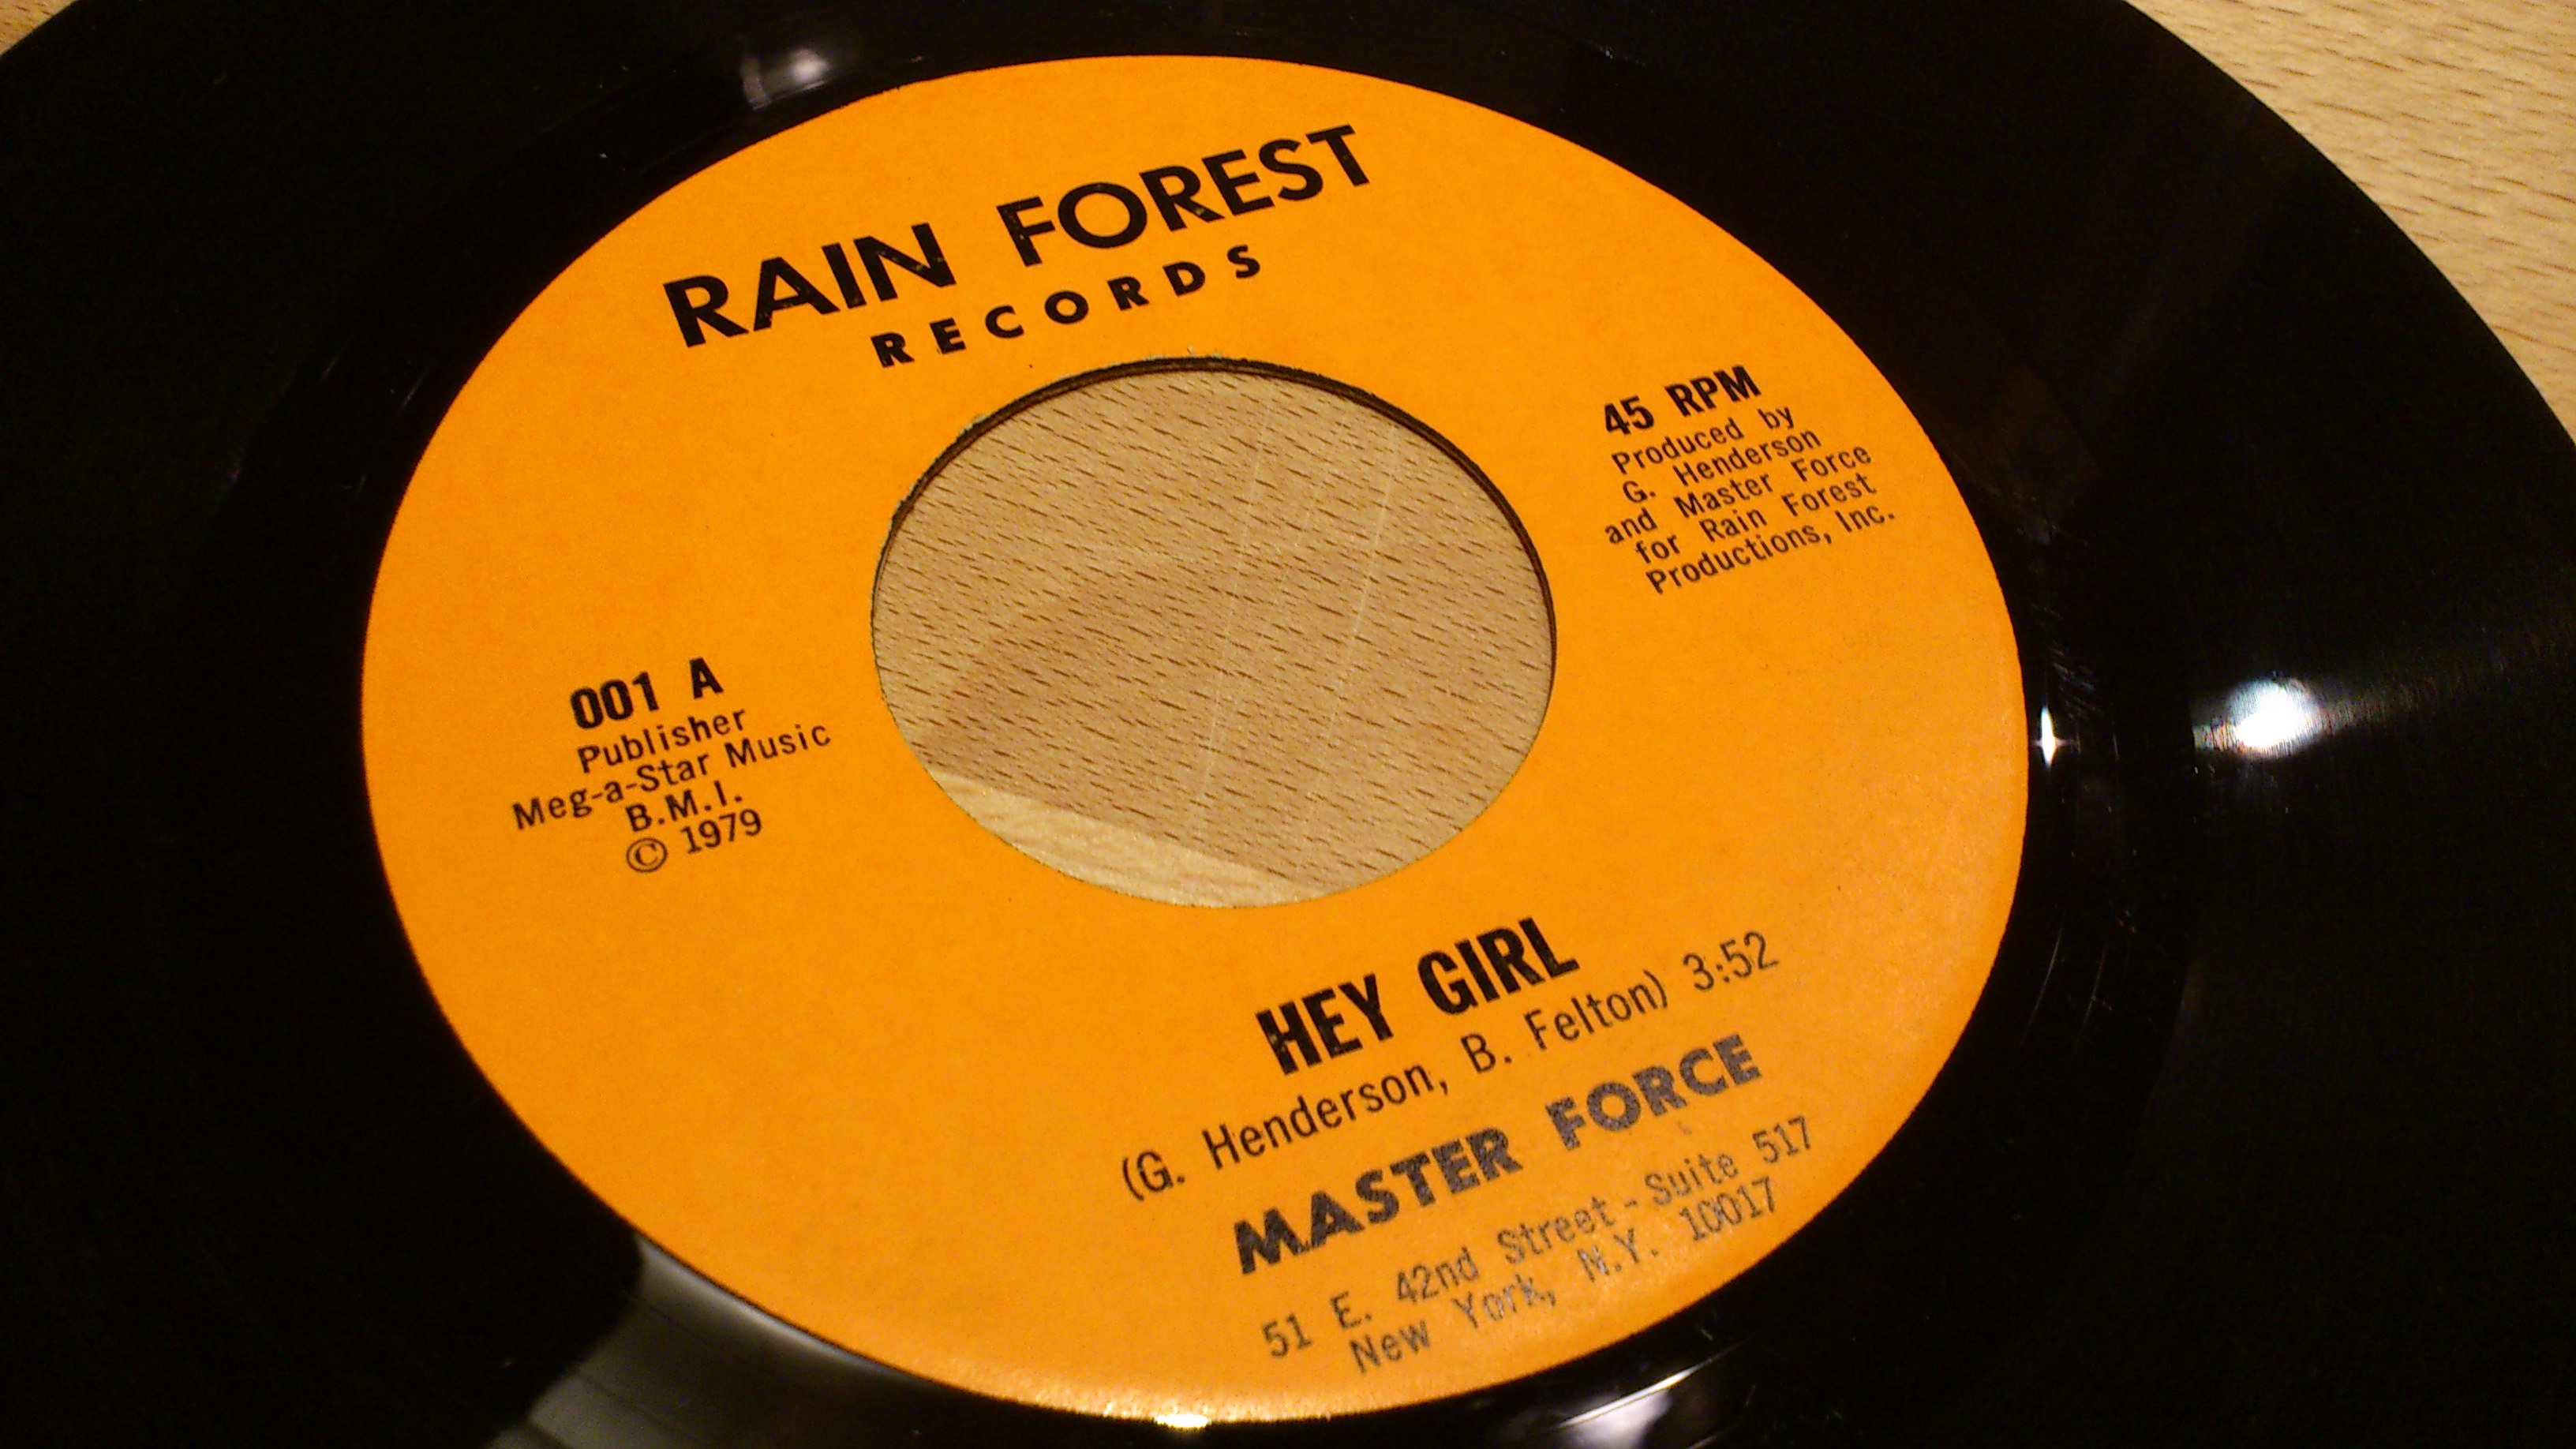 RAIN FOREST
RECORDS
45 RPM
Produced by
G. Henderson
and Master Force
for Rain Forest
Productions, Inc.
001 A
Publisher
Meg-a-Star Music
B.M.I.
© 1979
HEY GIRL
(G. Henderson, B. Felton) 3:52
MASTER FORCE
51 E. 42nd Street - Suite 517
New York, N.Y. 10017